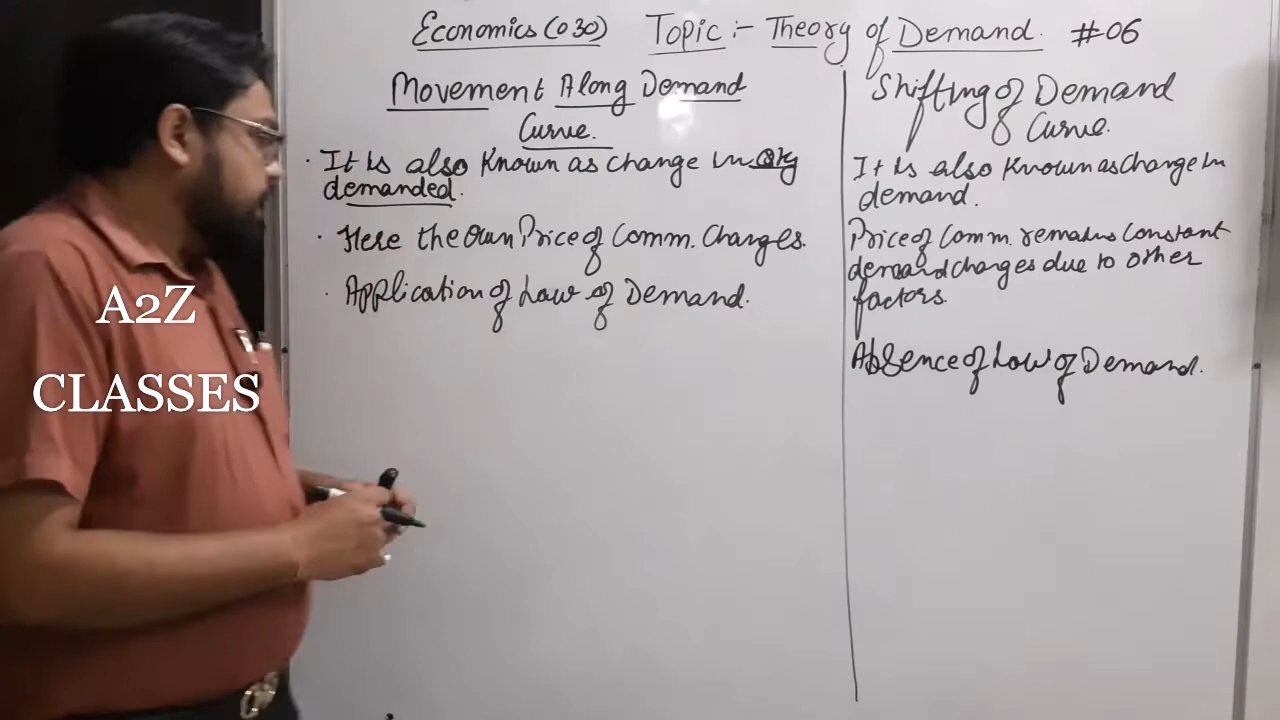 Economics (030) Topic:- Theory of Demand. #06
Movement Along Demand
Curve.
· It is also known as change in qty
demanded.
· Here the own Price of Comm. Changes.
· Application of Law of Demand.
Shifting of Demand
Curve.
It is also known as change in
demand.
Price of Comm. remains constant
demand changes due to other
factors.
Absence of Law of Demand.
A2Z
CLASSES